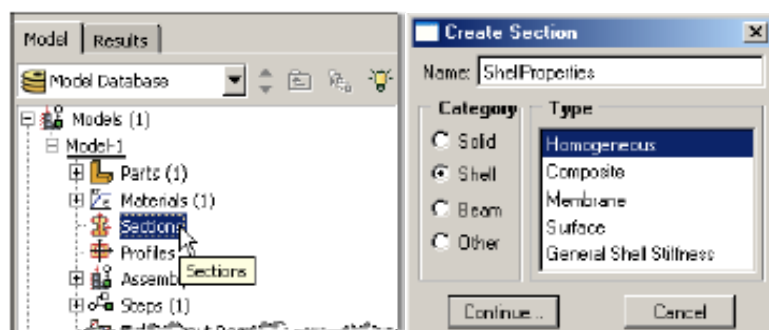 Model Results
Model Database
Models (1)
Model-1
Parts (1)
Materials (1)
Sections
Profiles
Sections
Assemb
Steps (1)
Create Section
Name: ShellProperties
Category
Solid
Shell
Beam
Other
Type
Homogeneous
Composite
Membrane
Surface
General Shell Stiffness
Continue...
Cancel